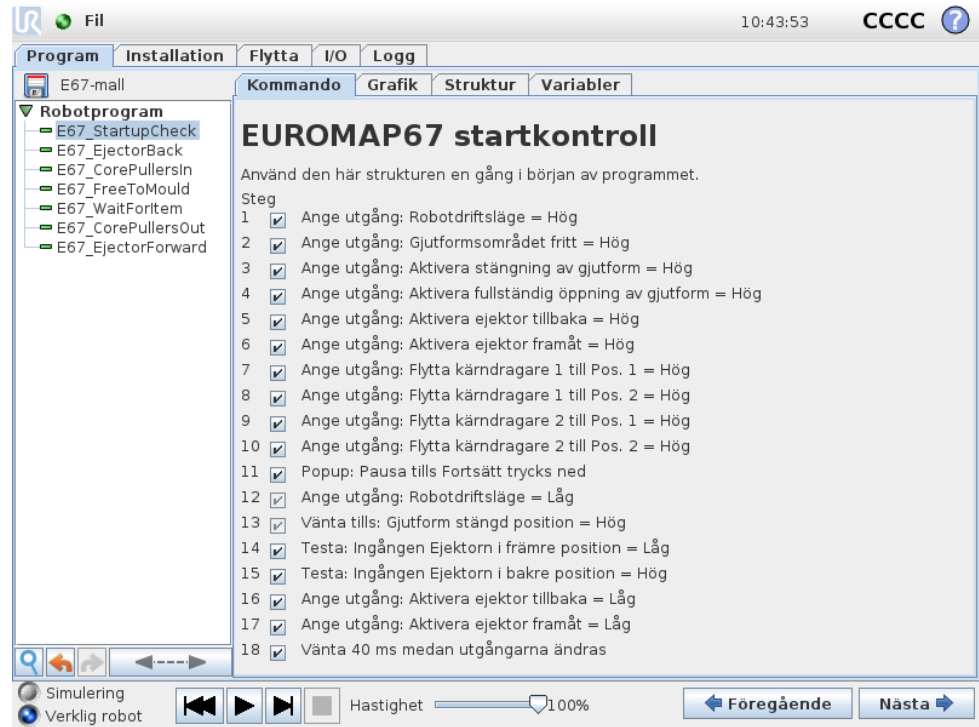 UR Fil 10:43:53 CCCC ?
Program Installation Flytta I/O Logg
E67-mall
Kommando Grafik Struktur Variabler
Robotprogram
E67_StartupCheck
E67_EjectorBack
E67_CorePullersIn
E67_FreeToMould
E67_WaitForItem
E67_CorePullersOut
E67_EjectorForward
EUROMAP67 startkontroll
Använd den här strukturen en gång i början av programmet.
Steg
1 Ange utgång: Robotdriftsläge = Hög
2 Ange utgång: Gjutformsområdet fritt = Hög
3 Ange utgång: Aktivera stängning av gjutform = Hög
4 Ange utgång: Aktivera fullständig öppning av gjutform = Hög
5 Ange utgång: Aktivera ejektor tillbaka = Hög
6 Ange utgång: Aktivera ejektor framåt = Hög
7 Ange utgång: Flytta kärndragare 1 till Pos. 1 = Hög
8 Ange utgång: Flytta kärndragare 1 till Pos. 2 = Hög
9 Ange utgång: Flytta kärndragare 2 till Pos. 1 = Hög
10 Ange utgång: Flytta kärndragare 2 till Pos. 2 = Hög
11 Popup: Pausa tills Fortsätt trycks ned
12 Ange utgång: Robotdriftsläge = Låg
13 Vänta tills: Gjutform stängd position = Hög
14 Testa: Ingången Ejektorn i främre position = Låg
15 Testa: Ingången Ejektorn i bakre position = Hög
16 Ange utgång: Aktivera ejektor tillbaka = Låg
17 Ange utgång: Aktivera ejektor framåt = Låg
18 Vänta 40 ms medan utgångarna ändras
Simulering
Verklig robot
Hastighet 100%
Föregående
Nästa